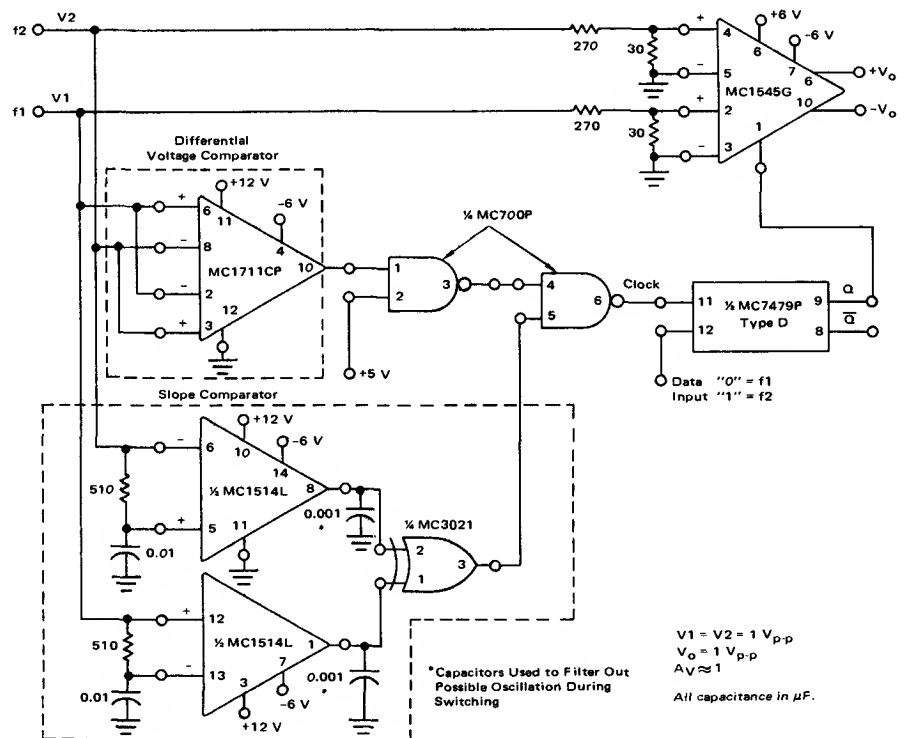 V2
f2
V1
f1
270
30
+
4
−
5
+6 V
6
−6 V
7
6
+Vo
MC1545G
10
−Vo
1
270
30
+
2
−
3
Differential
Voltage Comparator
+12 V
−6 V
+
6
11
4
−
8
MC1711CP
10
−
2
12
+
3
¼ MC700P
1
2
3
+5 V
4
5
6
Clock
11
12
½ MC7479P
Type D
9
Q
8
Q̅
Data "0" = f1
Input "1" = f2
Slope Comparator
+12 V
−6 V
−
6
10
14
510
½ MC1514L
8
+
5
11
0.01
0.001
*
¼ MC3021
2
1
3
+
12
510
½ MC1514L
1
−
13
7
3
0.01
−6 V
+12 V
0.001
*
*Capacitors Used to Filter Out
Possible Oscillation During
Switching
V1 = V2 = 1 Vp-p
Vo = 1 Vp-p
AV ≈ 1
All capacitance in µF.